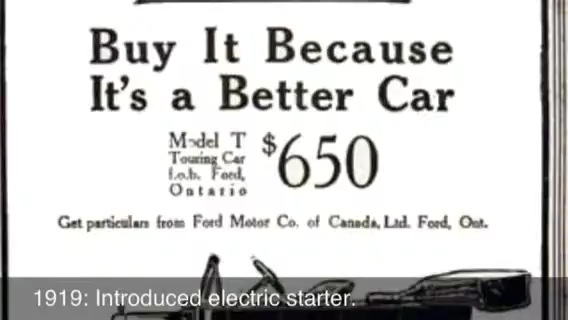 Buy It Because
It's a Better Car
Model T
Touring Car
f.o.b. Ford,
Ontario
$650
Get particulars from Ford Motor Co. of Canada, Ltd. Ford, Ont.
1919: Introduced electric starter.